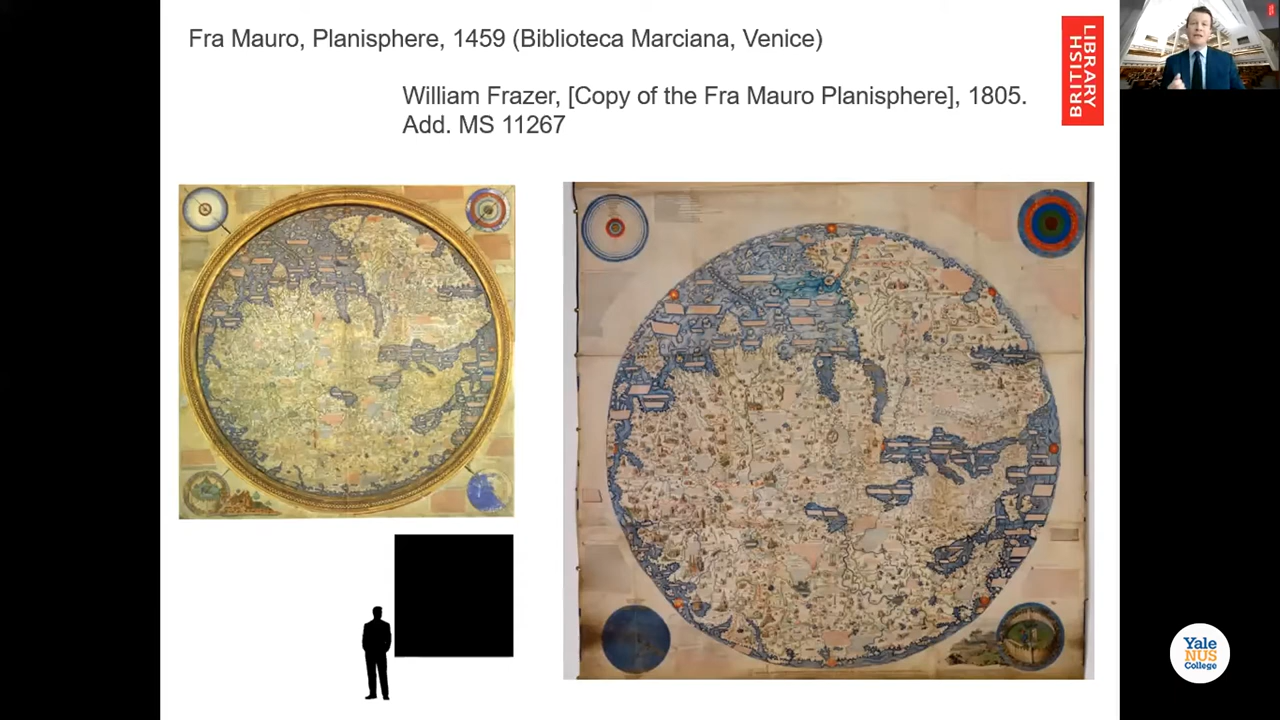 Fra Mauro, Planisphere, 1459 (Biblioteca Marciana, Venice)
William Frazer, [Copy of the Fra Mauro Planisphere], 1805.
Add. MS 11267
BRITISH
LIBRARY
Yale
NUS
College